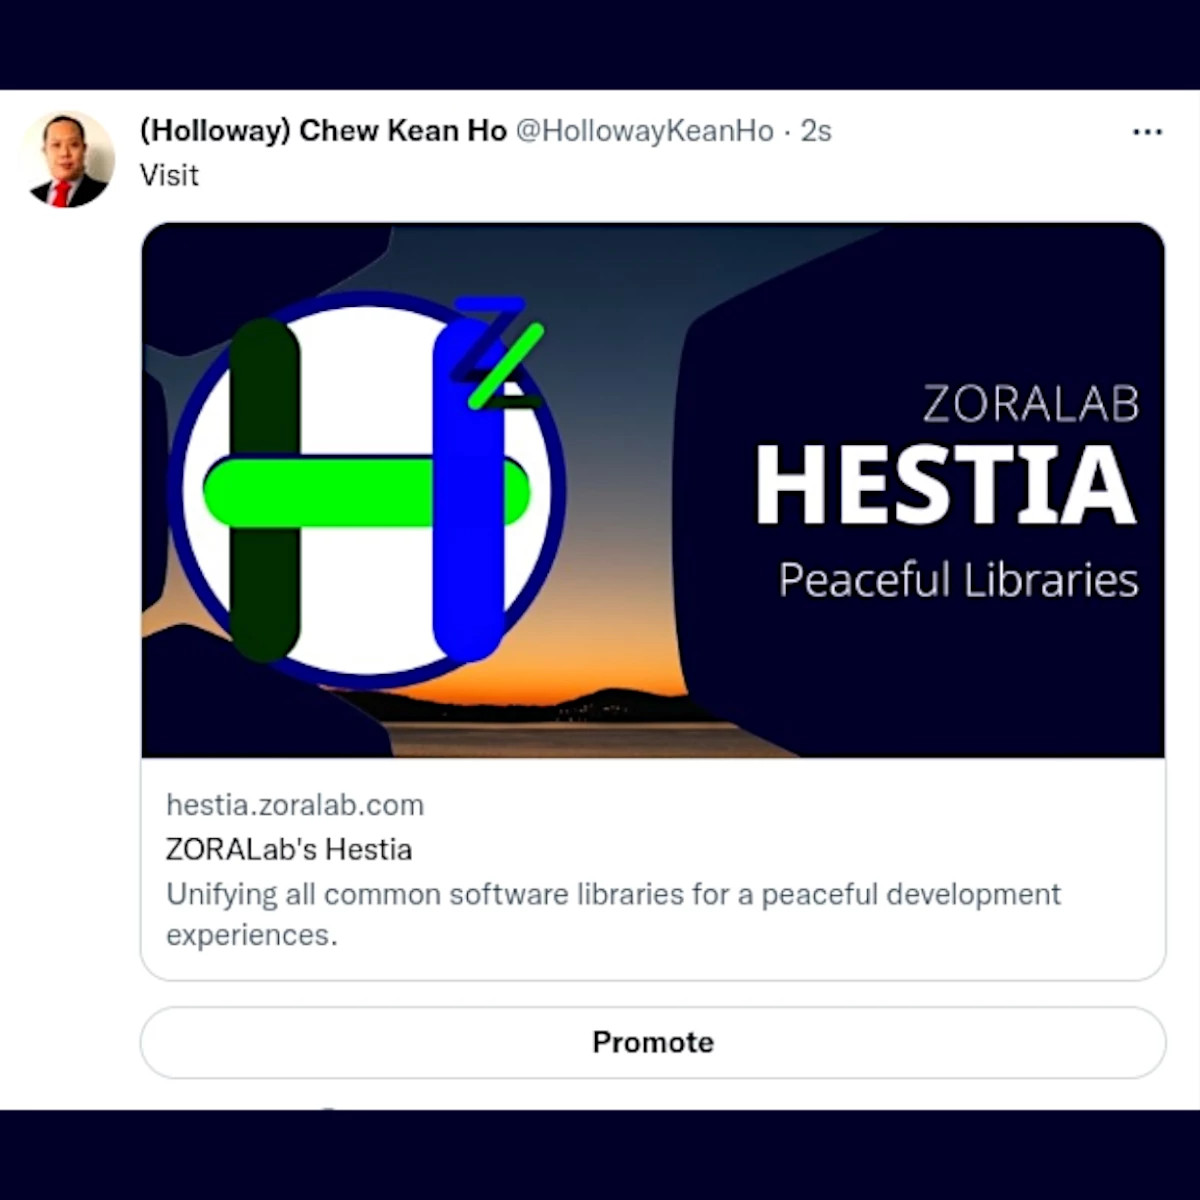 (Holloway) Chew Kean Ho @HollowayKeanHo · 2s
Visit
ZORALAB
HESTIA
Peaceful Libraries
hestia.zoralab.com
ZORALab's Hestia
Unifying all common software libraries for a peaceful development
experiences.
Promote